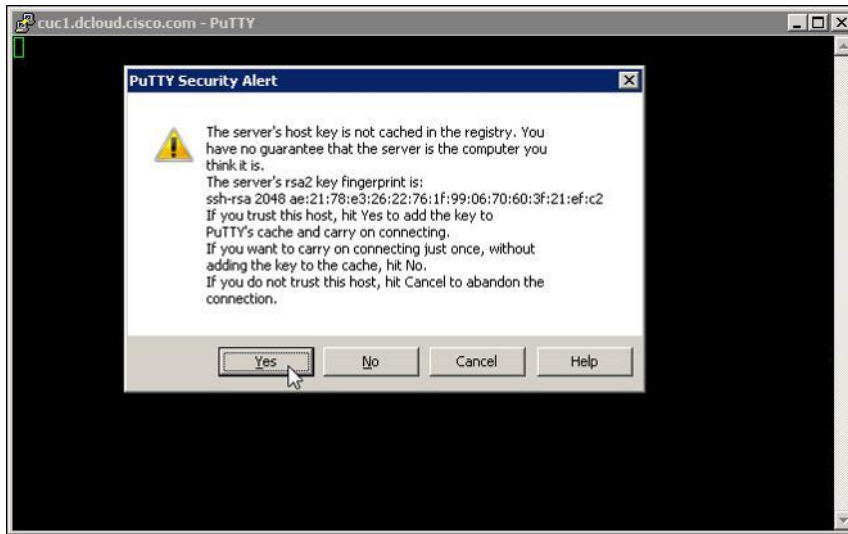 cuc1.dcloud.cisco.com - PuTTY
PuTTY Security Alert
The server's host key is not cached in the registry. You
have no guarantee that the server is the computer you
think it is.
The server's rsa2 key fingerprint is:
ssh-rsa 2048 ae:21:78:e3:26:22:76:1f:99:06:70:60:3f:21:ef:c2
If you trust this host, hit Yes to add the key to
PuTTY's cache and carry on connecting.
If you want to carry on connecting just once, without
adding the key to the cache, hit No.
If you do not trust this host, hit Cancel to abandon the
connection.
Yes No Cancel Help